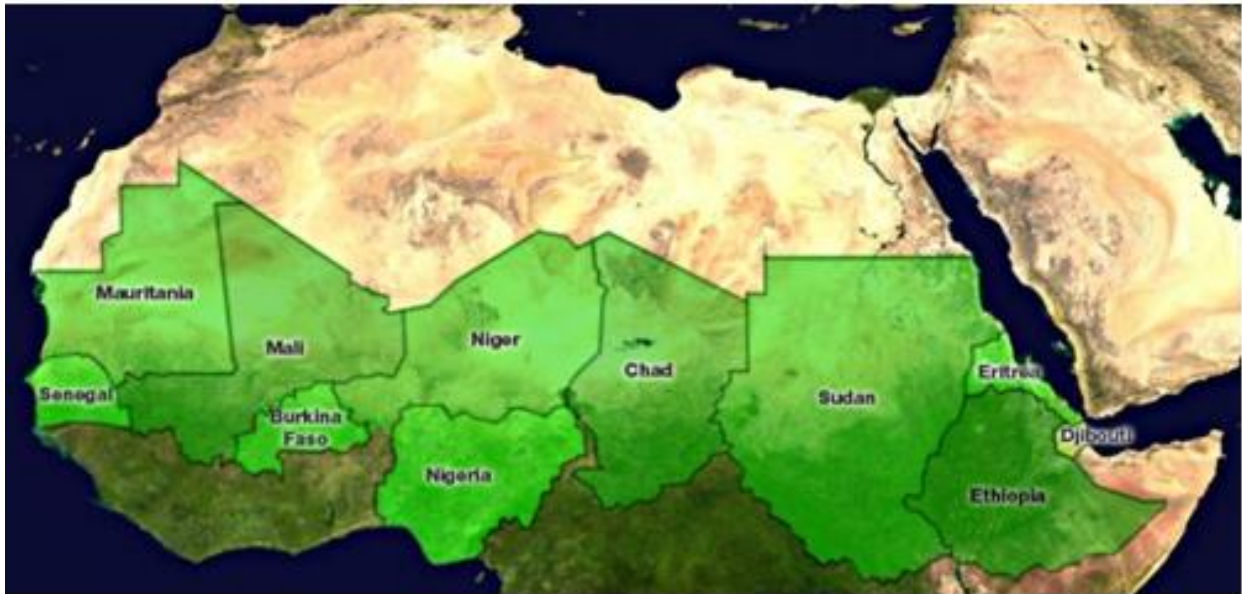 Mauritania
Mali
Niger
Chad
Sudan
Eritrea
Senegal
Burkina
Faso
Nigeria
Djibouti
Ethiopia